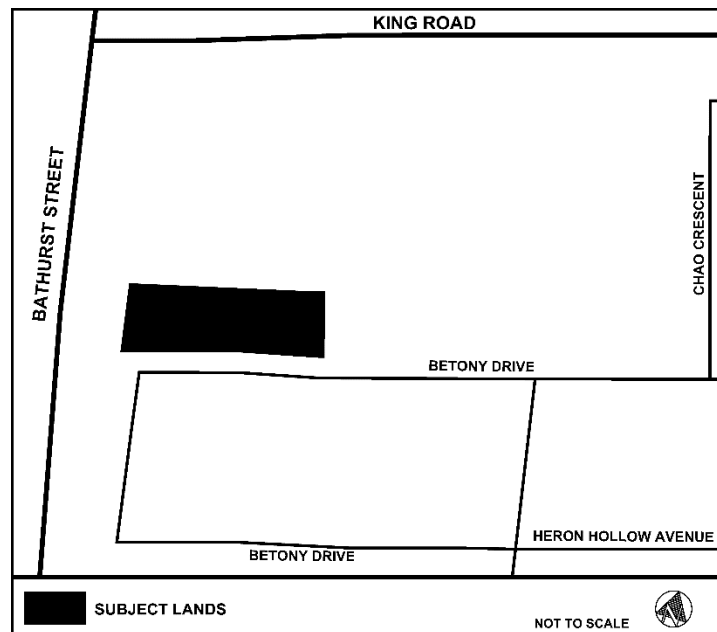 KING ROAD
BATHURST STREET
CHAO CRESCENT
BETONY DRIVE
HERON HOLLOW AVENUE
BETONY DRIVE
SUBJECT LANDS
NOT TO SCALE